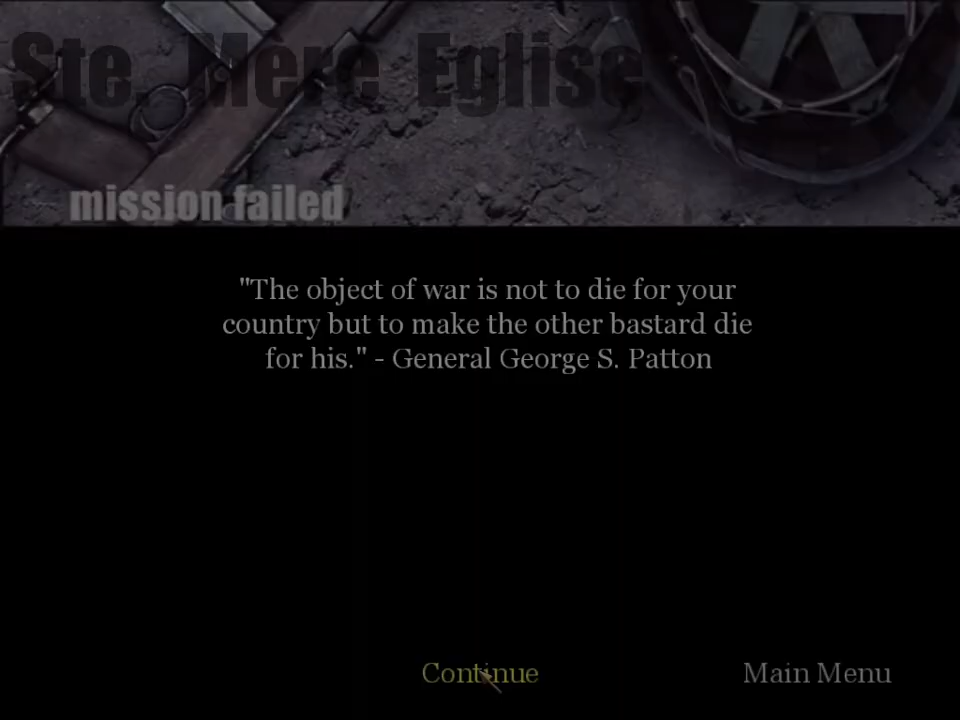 Ste. Mere Eglise
mission failed
"The object of war is not to die for your
country but to make the other bastard die
for his." - General George S. Patton
Continue
Main Menu